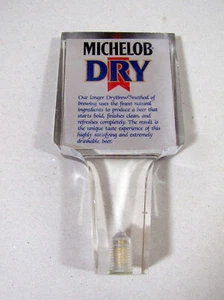 MICHELOB
DRY
Our longer DryBrew method of
brewing uses the finest natural
ingredients to produce a beer that
starts bold, finishes clean, and
refreshes completely. The result is
the unique taste experience of this
highly satisfying and extremely
drinkable beer.